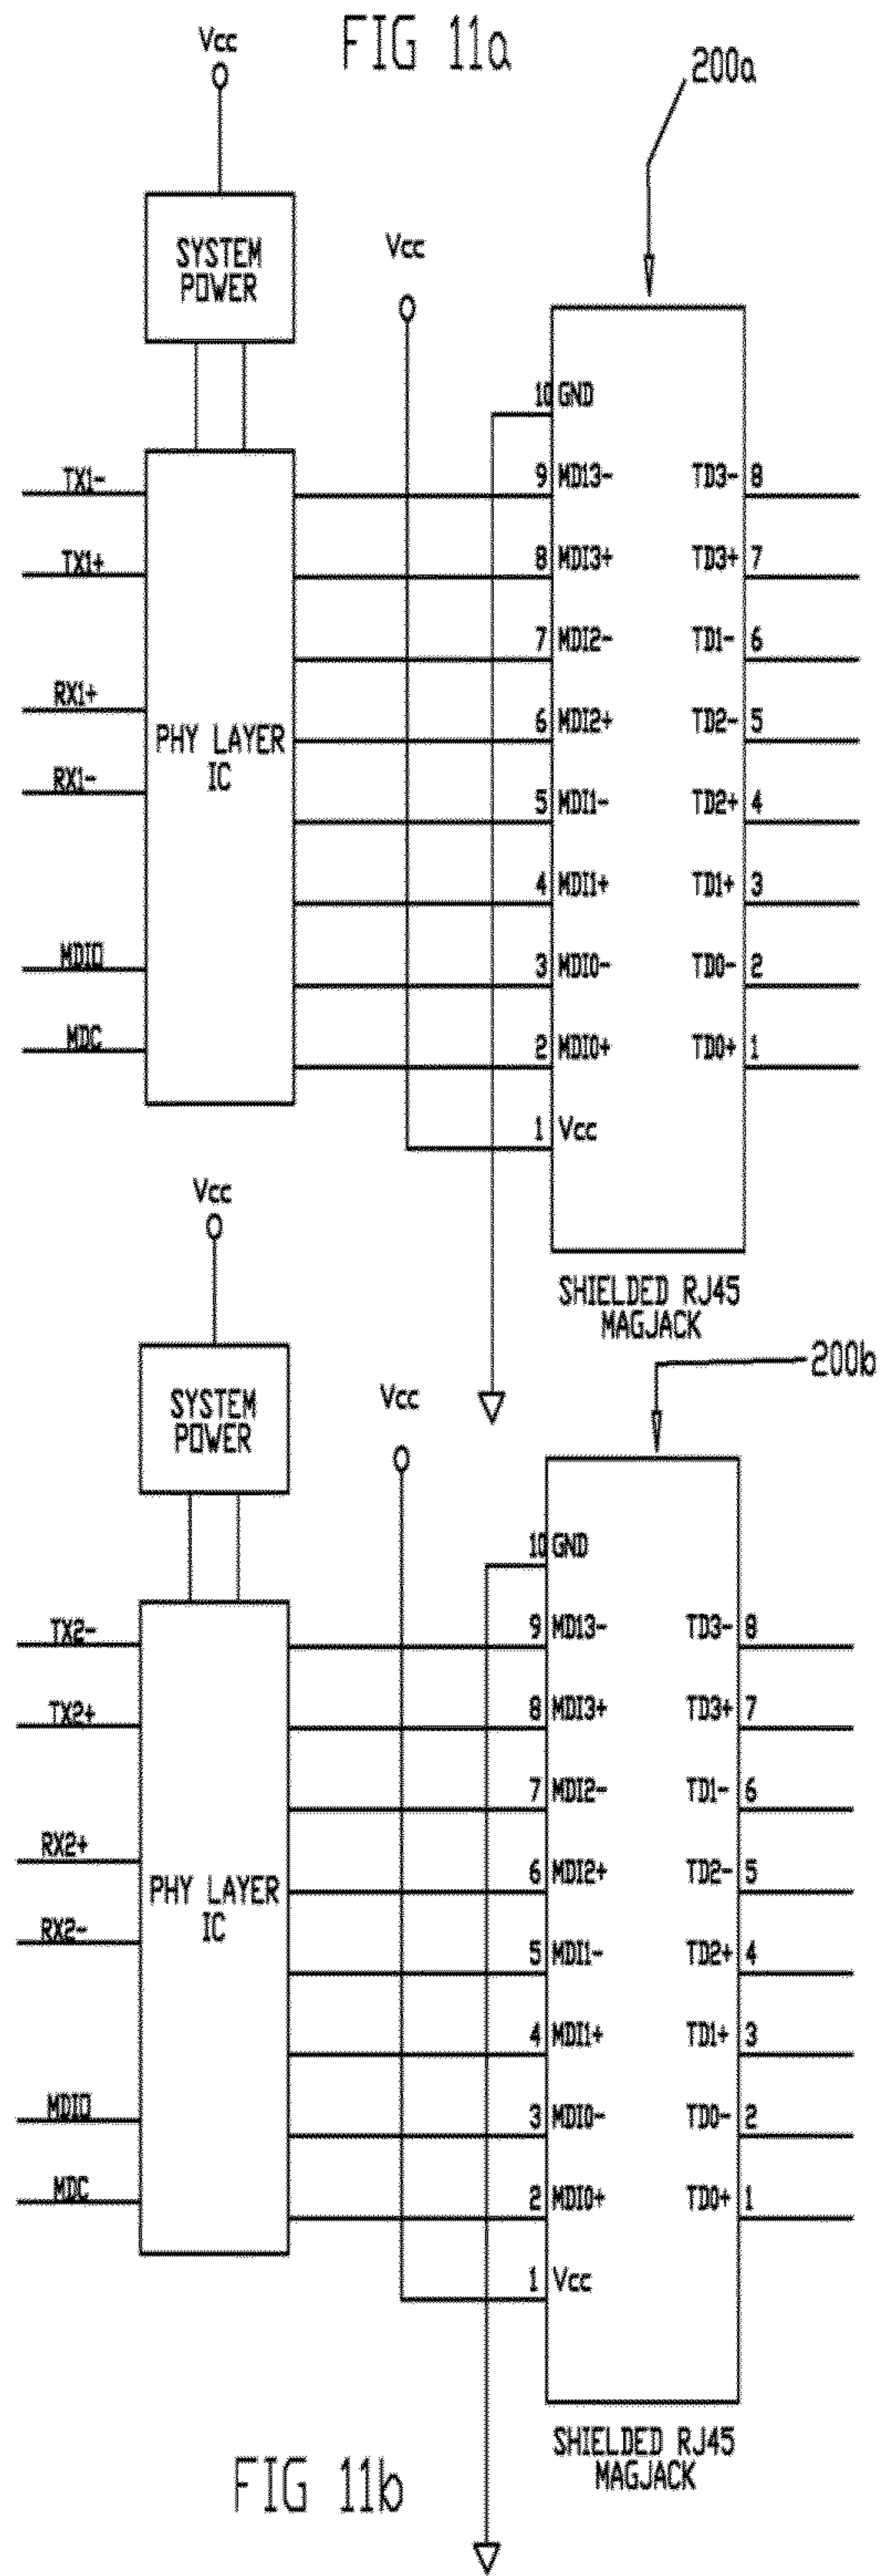 FIG 11a
Vcc
200a
SYSTEM
POWER
Vcc
10 GND
TX1-
9 MD13- TD3- 8
TX1+
8 MDI3+ TD3+ 7
7 MDI2- TD1- 6
RX1+
6 MDI2+ TD2- 5
PHY LAYER
IC
RX1-
5 MDI1- TD2+ 4
4 MDI1+ TD1+ 3
MDIO
3 MDI0- TD0- 2
MDC
2 MDI0+ TD0+ 1
1 Vcc
SHIELDED RJ45
MAGJACK
Vcc
200b
SYSTEM
POWER
Vcc
10 GND
TX2-
9 MD13- TD3- 8
TX2+
8 MDI3+ TD3+ 7
7 MDI2- TD1- 6
RX2+
6 MDI2+ TD2- 5
PHY LAYER
IC
RX2-
5 MDI1- TD2+ 4
4 MDI1+ TD1+ 3
MDIO
3 MDI0- TD0- 2
MDC
2 MDI0+ TD0+ 1
1 Vcc
SHIELDED RJ45
MAGJACK
FIG 11b